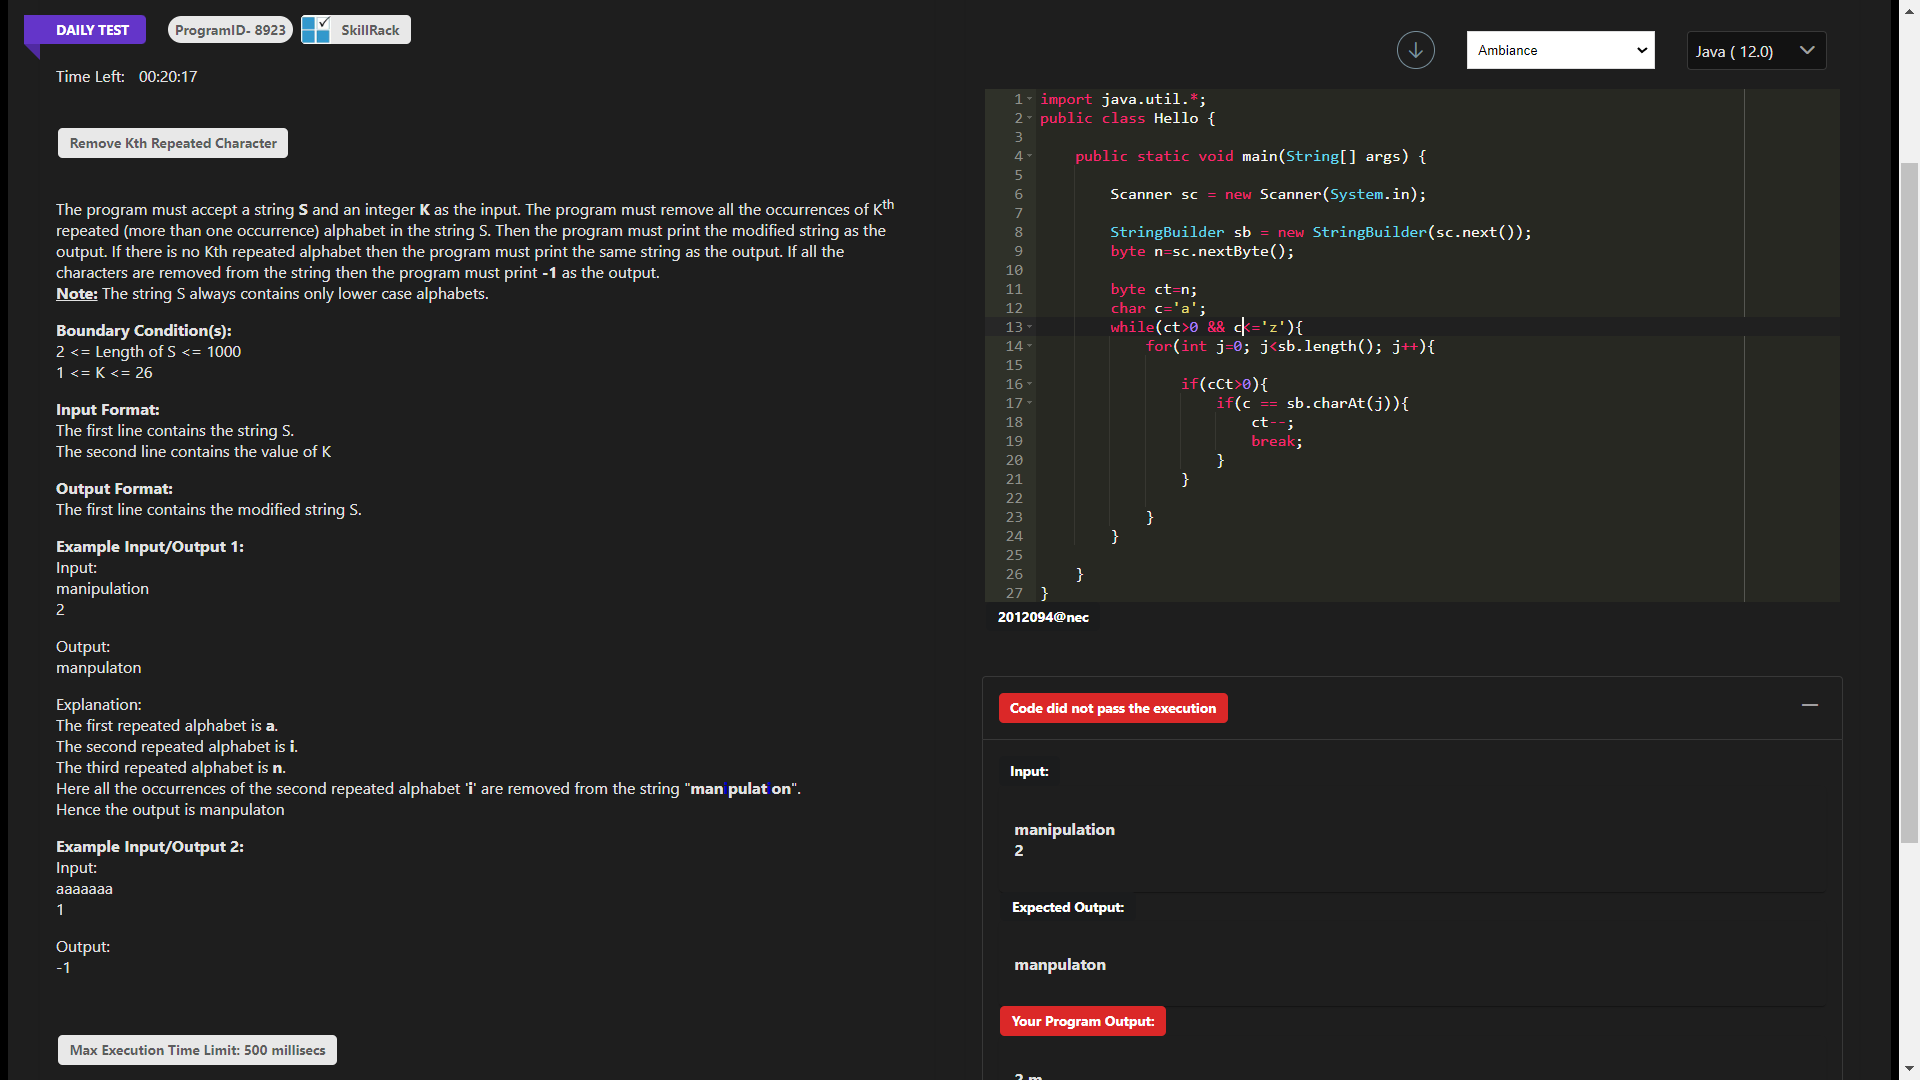 DAILY TEST
ProgramID- 8923
SkillRack
Time Left: 00:20:17
Remove Kth Repeated Character
The program must accept a string S and an integer K as the input. The program must remove all the occurrences of Kth
repeated (more than one occurrence) alphabet in the string S. Then the program must print the modified string as the
output. If there is no Kth repeated alphabet then the program must print the same string as the output. If all the
characters are removed from the string then the program must print -1 as the output.
Note: The string S always contains only lower case alphabets.
Boundary Condition(s):
2 <= Length of S <= 1000
1 <= K <= 26
Input Format:
The first line contains the string S.
The second line contains the value of K
Output Format:
The first line contains the modified string S.
Example Input/Output 1:
Input:
manipulation
2
Output:
manpulaton
Explanation:
The first repeated alphabet is a.
The second repeated alphabet is i.
The third repeated alphabet is n.
Here all the occurrences of the second repeated alphabet 'i' are removed from the string "manipulation".
Hence the output is manpulaton
Example Input/Output 2:
Input:
aaaaaaa
1
Output:
-1
Max Execution Time Limit: 500 millisecs
Ambiance
Java ( 12.0)
1 import java.util.*;
2 public class Hello {
3
4 public static void main(String[] args) {
5
6 Scanner sc = new Scanner(System.in);
7
8 StringBuilder sb = new StringBuilder(sc.next());
9 byte n=sc.nextByte();
10
11 byte ct=n;
12 char c='a';
13 while(ct>0 && c<='z'){
14 for(int j=0; j<sb.length(); j++){
15
16 if(cCt>0){
17 if(c == sb.charAt(j)){
18 ct--;
19 break;
20 }
21 }
22
23 }
24 }
25
26 }
27 }
2012094@nec
Code did not pass the execution
Input:
manipulation
2
Expected Output:
manpulaton
Your Program Output:
2 m